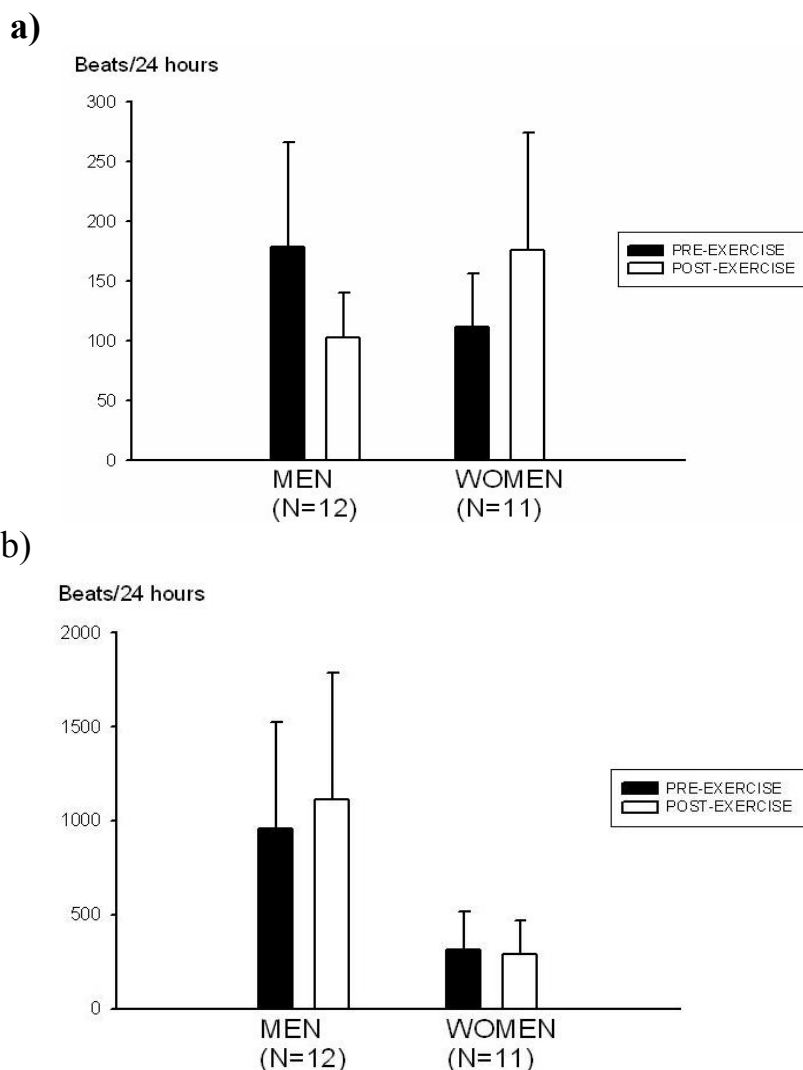 a)
Beats/24 hours
300
250
200
150
100
50
0
PRE-EXERCISE
POST-EXERCISE
MEN WOMEN
(N=12) (N=11)
b)
Beats/24 hours
2000
1500
1000
500
0
PRE-EXERCISE
POST-EXERCISE
MEN WOMEN
(N=12) (N=11)